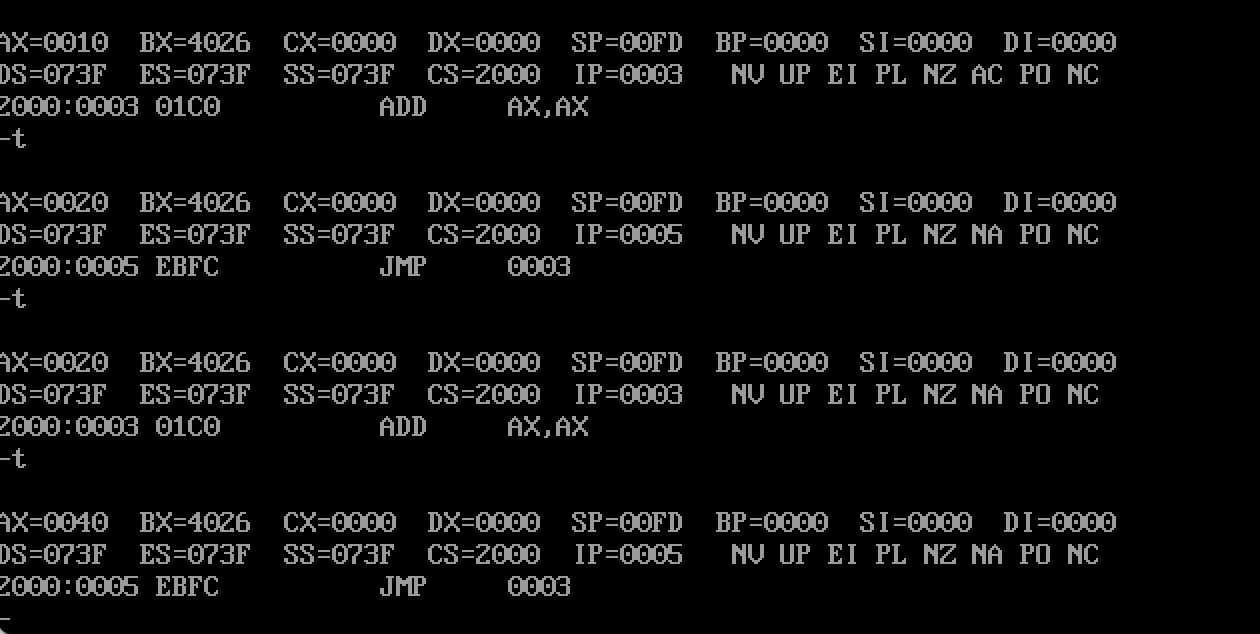 AX=0010  BX=4026  CX=0000  DX=0000  SP=00FD  BP=0000  SI=0000  DI=0000
DS=073F  ES=073F  SS=073F  CS=2000  IP=0003   NV UP EI PL NZ AC PO NC
2000:0003 01C0          ADD     AX,AX
-t
AX=0020  BX=4026  CX=0000  DX=0000  SP=00FD  BP=0000  SI=0000  DI=0000
DS=073F  ES=073F  SS=073F  CS=2000  IP=0005   NV UP EI PL NZ NA PO NC
2000:0005 EBFC          JMP     0003
-t
AX=0020  BX=4026  CX=0000  DX=0000  SP=00FD  BP=0000  SI=0000  DI=0000
DS=073F  ES=073F  SS=073F  CS=2000  IP=0003   NV UP EI PL NZ NA PO NC
2000:0003 01C0          ADD     AX,AX
-t
AX=0040  BX=4026  CX=0000  DX=0000  SP=00FD  BP=0000  SI=0000  DI=0000
DS=073F  ES=073F  SS=073F  CS=2000  IP=0005   NV UP EI PL NZ NA PO NC
2000:0005 EBFC          JMP     0003
-